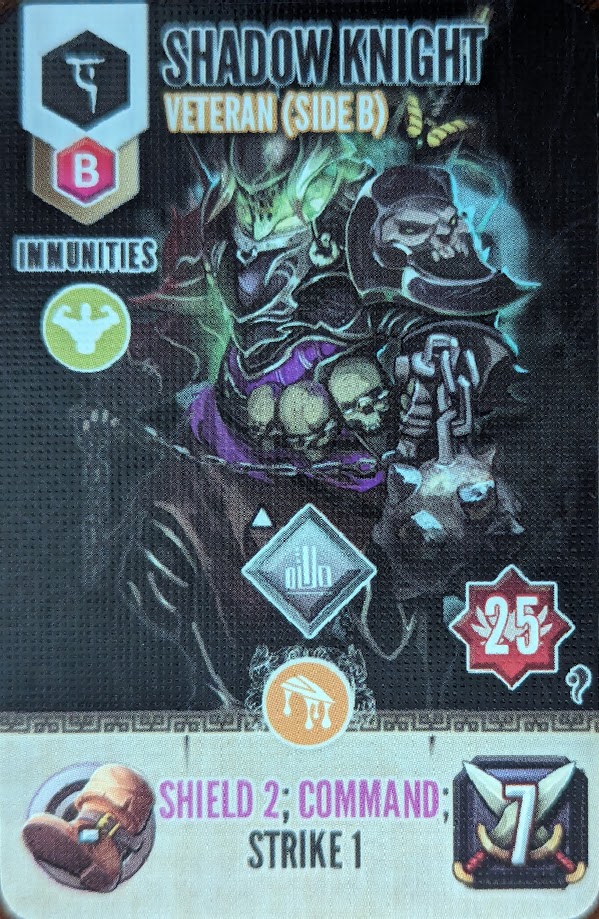 SHADOW KNIGHT
VETERAN (SIDE B)
B
IMMUNITIES
25
SHIELD 2; COMMAND;
STRIKE 1
7